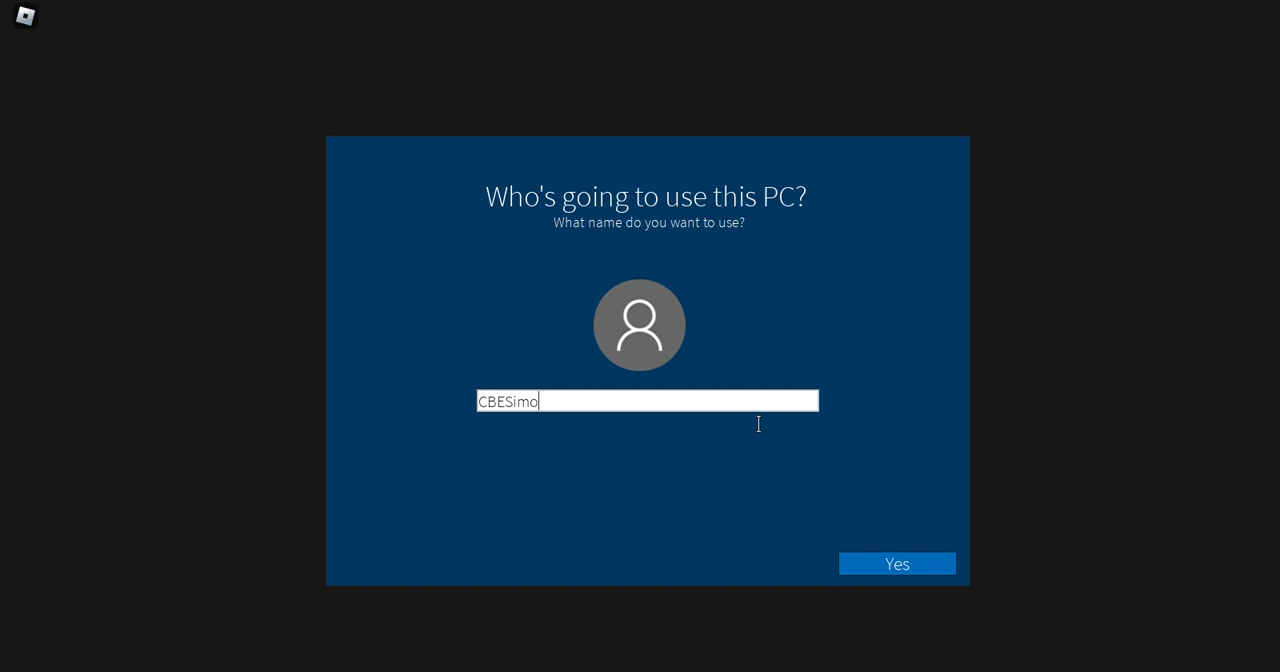 Who's going to use this PC?
What name do you want to use?
CBESimo
Yes